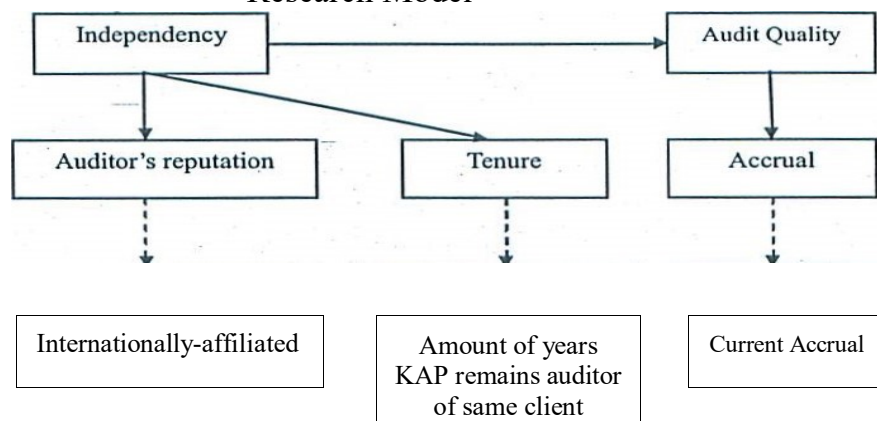 Research Model
Independency
Audit Quality
Auditor's reputation
Tenure
Accrual
Internationally-affiliated
Amount of years
KAP remains auditor
of same client
Current Accrual